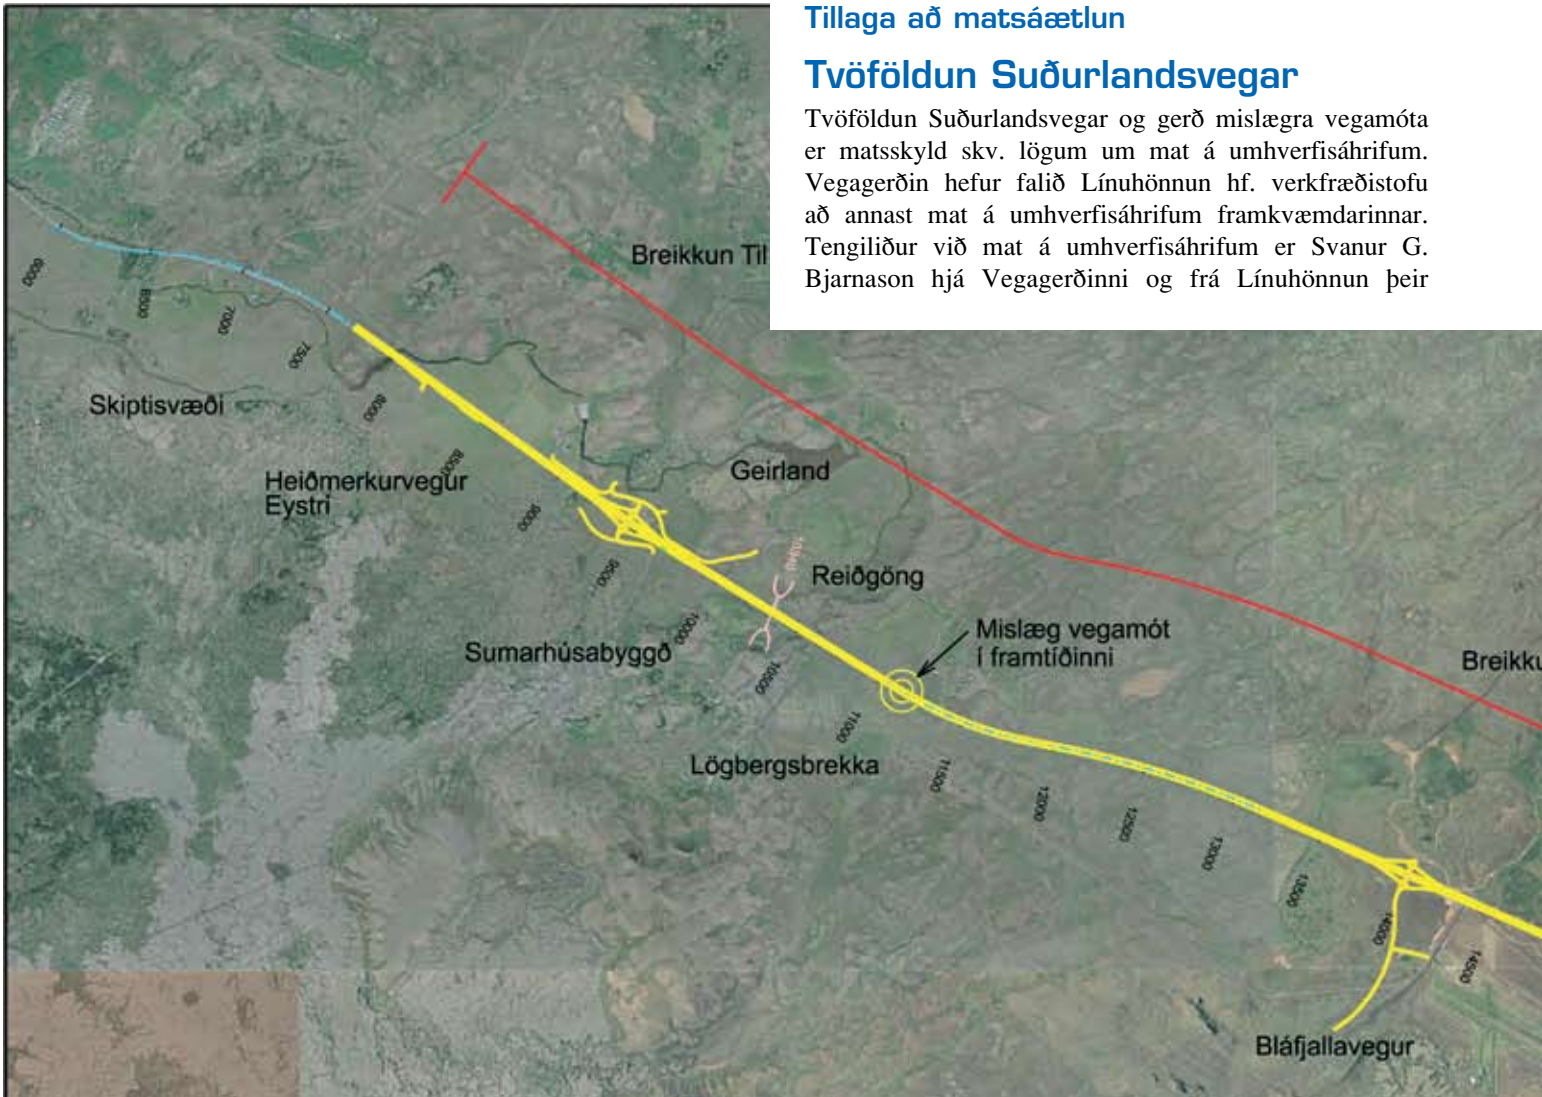 Tillaga að matsáætlun
Tvöföldun Suðurlandsvegar
Tvöföldun Suðurlandsvegar og gerð mislægra vegamóta
er matsskyld skv. lögum um mat á umhverfisáhrifum.
Vegagerðin hefur falið Línuhönnun hf. verkfræðistofu
að annast mat á umhverfisáhrifum framkvæmdarinnar.
Tengiliður við mat á umhverfisáhrifum er Svanur G.
Bjarnason hjá Vegagerðinni og frá Línuhönnun þeir
Breikkun Til
6000
6500
7000
7500
8000
Skiptisvæði
8500
Heiðmerkurvegur
Eystri
Geirland
9000
9500
Reiðgöng
10000
Sumarhúsabyggð
10500
Mislæg vegamót
í framtíðinni
Breikku
11000
Lögbergsbrekka
11500
12000
12500
13000
13500
14000
14500
Bláfjallavegur